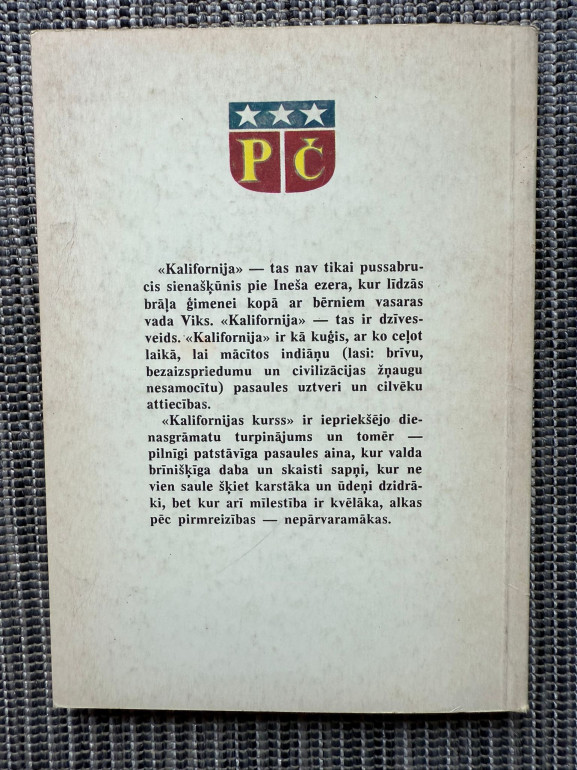 P Č
«Kalifornija» — tas nav tikai pussabru-
cis sienašķūnis pie Ineša ezera, kur līdzās
brāļa ģimenei kopā ar bērniem vasaras
vada Viks. «Kalifornija» — tas ir dzīves-
veids. «Kalifornija» ir kā kuģis, ar ko ceļot
laikā, lai mācītos indiāņu (lasi: brīvu,
bezaizspriedumu un civilizācijas žņaugu
nesamocītu) pasaules uztveri un cilvēku
attiecības.
«Kalifornijas kurss» ir iepriekšējo die-
nasgrāmatu turpinājums un tomēr —
pilnīgi patstāvīga pasaules aina, kur valda
brīnišķīga daba un skaisti sapņi, kur ne
vien saule šķiet karstāka un ūdeņi dzidrā-
ki, bet kur arī mīlestība ir kvēlāka, alkas
pēc pirmreizības — nepārvaramākas.